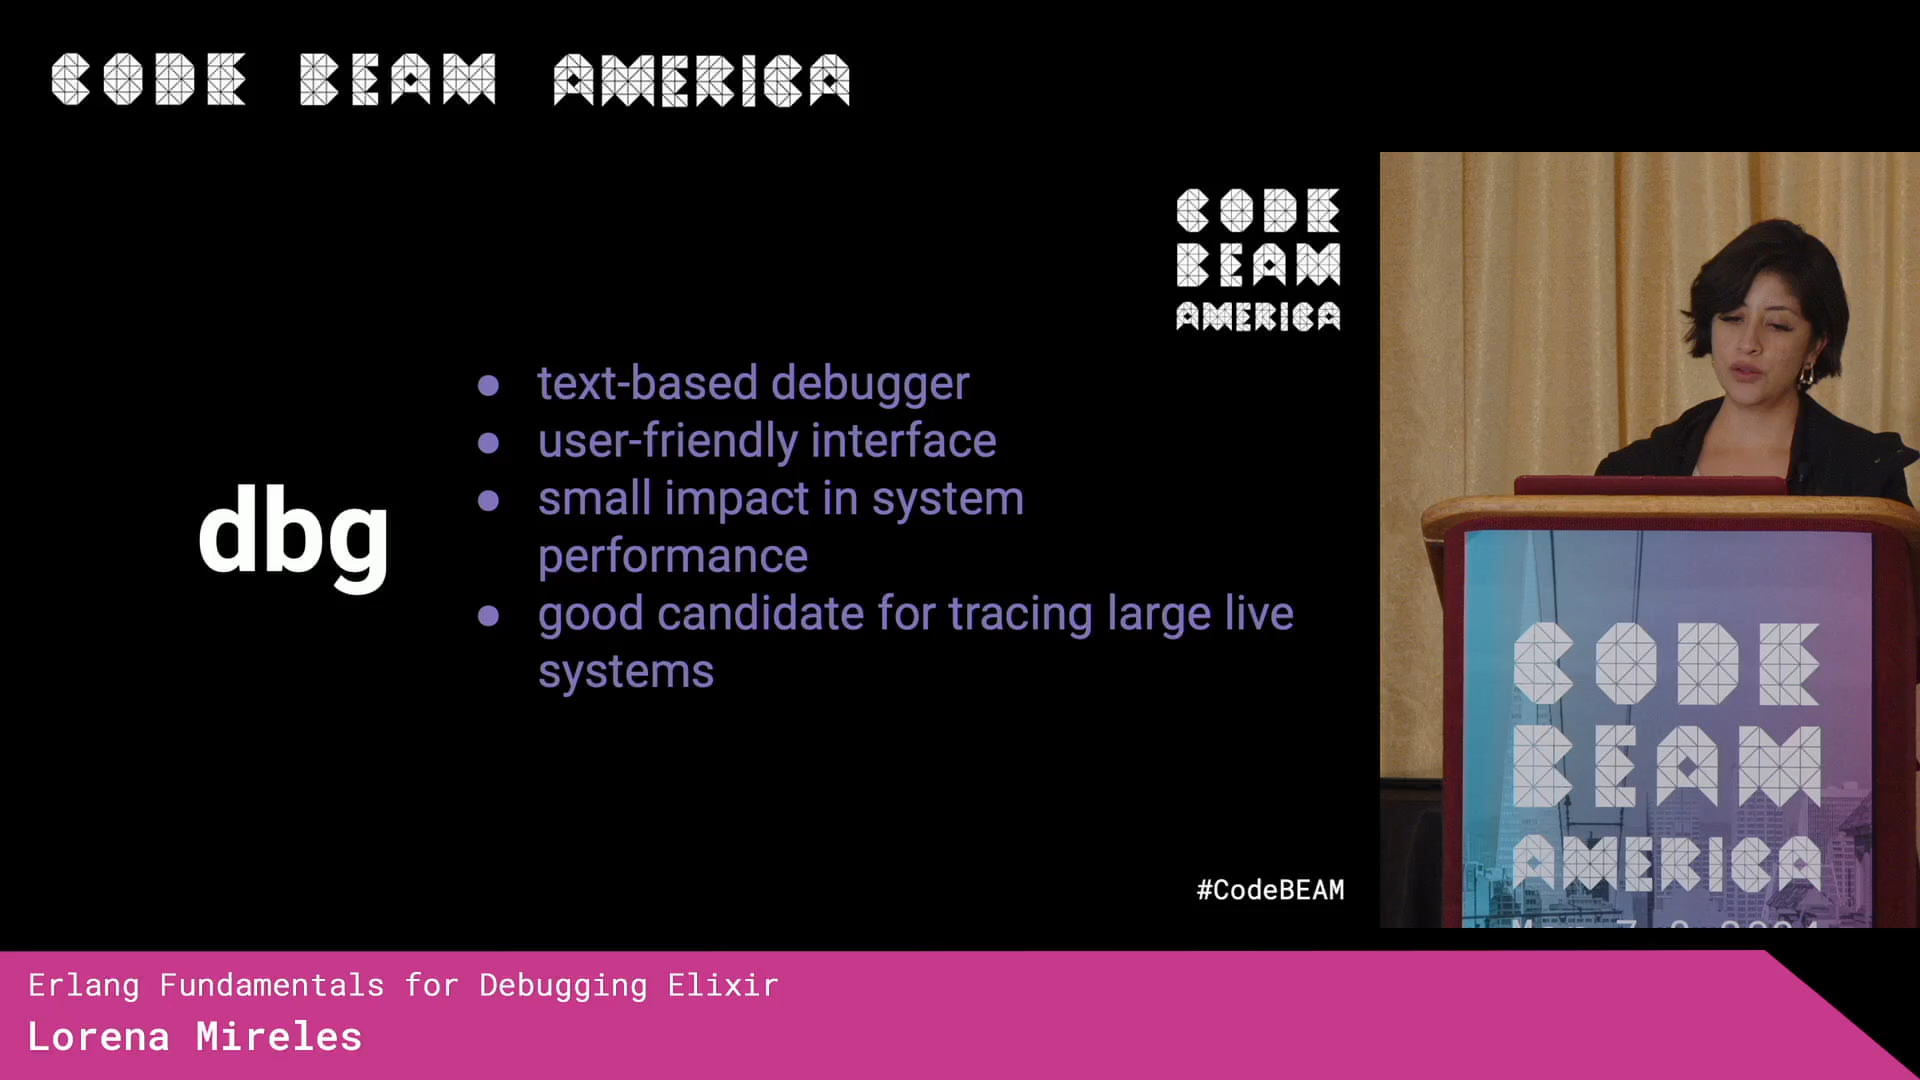 CODE BEAM AMERICA
CODE
BEAM
AMERICA
dbg
● text-based debugger
● user-friendly interface
● small impact in system
performance
● good candidate for tracing large live
systems
#CodeBEAM
CODE
BEAM
AMERICA
Erlang Fundamentals for Debugging Elixir
Lorena Mireles